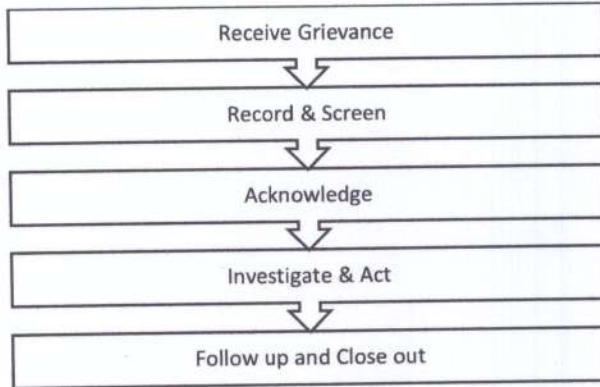 Receive Grievance
Record & Screen
Acknowledge
Investigate & Act
Follow up and Close out